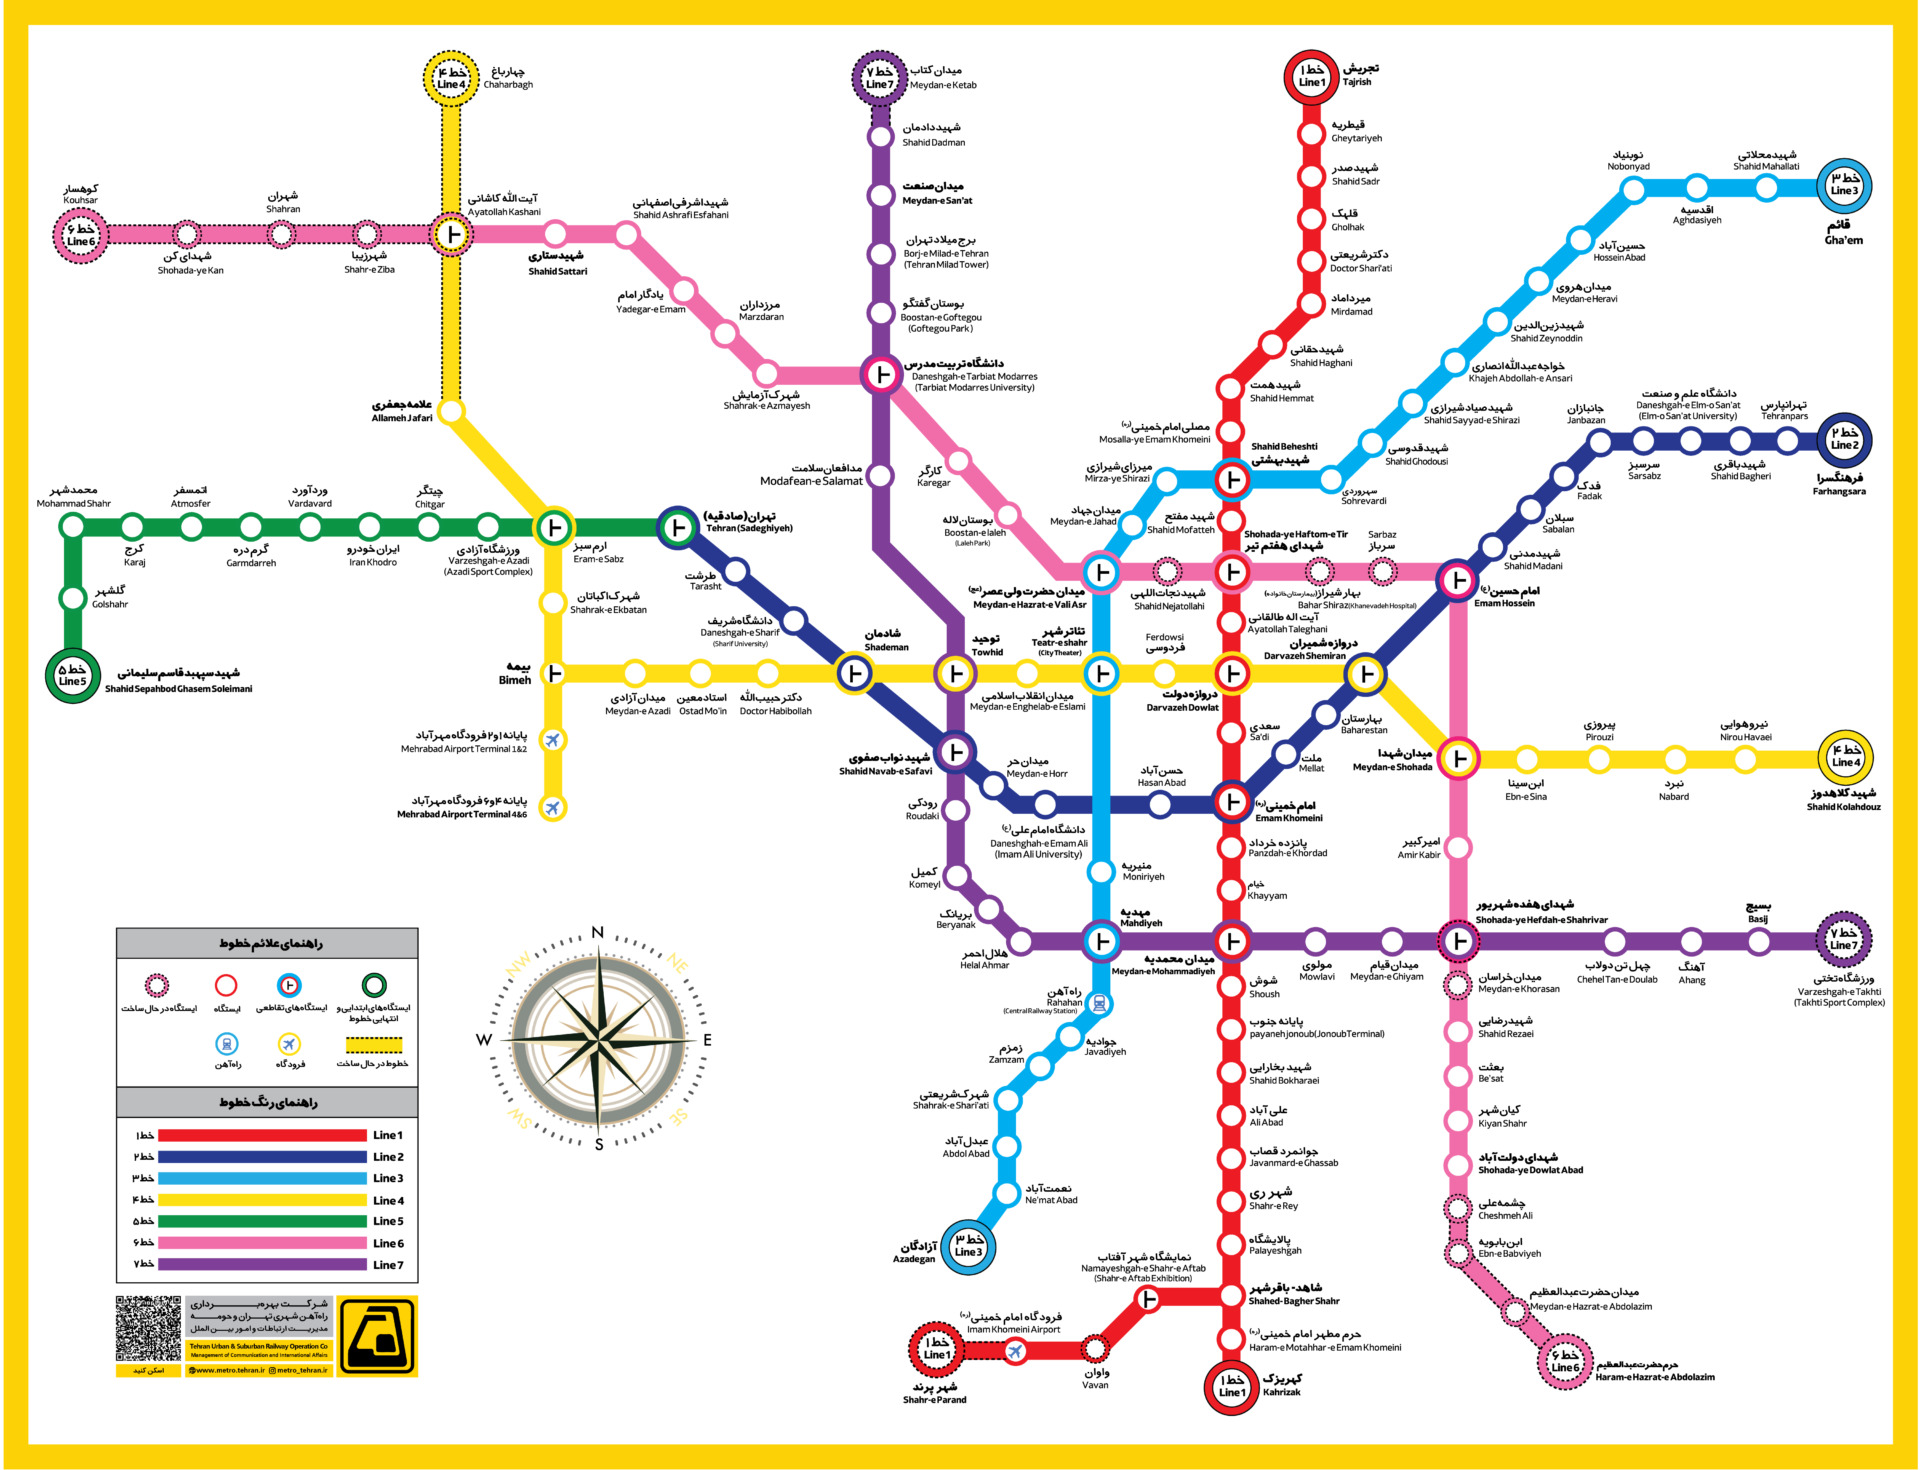 خط ۴
Line 4
چهارباغ
Chaharbagh
خط ۷
Line 7
میدان کتاب
Meydan-e Ketab
شهید دادمان
Shahid Dadman
میدان صنعت
Meydan-e San'at
برج میلاد تهران
Borj-e Milad-e Tehran
(Tehran Milad Tower)
بوستان گفتگو
Boostan-e Goftegou
(Goftegou Park)
دانشگاه تربیت مدرس
Daneshgah-e Tarbiat Modarres
(Tarbiat Modarres University)
مدافعان سلامت
Modafean-e Salamat
خط ۱
Line 1
تجریش
Tajrish
قیطریه
Gheytariyeh
شهید صدر
Shahid Sadr
قلهک
Gholhak
دکتر شریعتی
Doctor Shari'ati
میرداماد
Mirdamad
شهید حقانی
Shahid Haghani
شهید همت
Shahid Hemmat
مصلی امام خمینی (ره)
Mosalla-ye Emam Khomeini
Shahid Beheshti
شهید بهشتی
شهید مفتح
Shahid Mofatteh
Shohada-ye Haftom-e Tir
شهدای هفتم تیر
آیت اله طالقانی
Ayatollah Taleghani
دروازه دولت
Darvazeh Dowlat
سعدی
Sa'di
امام خمینی (ره)
Emam Khomeini
پانزده خرداد
Panzdah-e Khordad
خیام
Khayyam
میدان محمدیه
Meydan-e Mohammadiyeh
شوش
Shoush
پایانه جنوب
payaneh jonoub (Jonoub Terminal)
شهید بخارایی
Shahid Bokharaei
علی آباد
Ali Abad
جوانمرد قصاب
Javanmard-e Ghassab
شهر ری
Shahr-e Rey
پالایشگاه
Palayeshgah
شاهد - باقرشهر
Shahed - Bagher Shahr
حرم مطهر امام خمینی (ره)
Haram-e Motahhar-e Emam Khomeini
خط ۱
Line 1
کهریزک
Kahrizak
نمایشگاه شهر آفتاب
Namayeshgah-e Shahr-e Aftab
(Shahr-e Aftab Exhibition)
واوان
Vavan
فرودگاه امام خمینی (ره)
Imam Khomeini Airport
خط ۱
Line 1
شهر پرند
Shahr-e Parand
خط ۳
Line 3
قائم
Gha'em
شهید محلاتی
Shahid Mahallati
اقدسیه
Aghdasiyeh
نوبنیاد
Nobonyad
حسین آباد
Hossein Abad
میدان هروی
Meydan-e Heravi
شهید زین الدین
Shahid Zeynoddin
خواجه عبدالله انصاری
Khajeh Abdollah-e Ansari
شهید صیاد شیرازی
Shahid Sayyad-e Shirazi
شهید قدوسی
Shahid Ghodousi
سهروردی
Sohrevardi
میرزای شیرازی
Mirza-ye Shirazi
میدان جهاد
Meydan-e Jahad
میدان حضرت ولی عصر (عج)
Meydan-e Hazrat-e Vali Asr
تئاتر شهر
Teatr-e shahr
(City Theater)
منیریه
Moniriyeh
مهدیه
Mahdiyeh
راه آهن
Rahahan
(Central Railway Station)
جوادیه
Javadiyeh
زمزم
Zamzam
شهرک شریعتی
Shahrak-e Shari'ati
عبدل آباد
Abdol Abad
نعمت آباد
Ne'mat Abad
خط ۳
Line 3
آزادگان
Azadegan
خط ۶
Line 6
کوهسار
Kouhsar
شهدای کن
Shohada-ye Kan
شهران
Shahran
شهر زیبا
Shahr-e Ziba
آیت الله کاشانی
Ayatollah Kashani
شهید ستاری
Shahid Sattari
شهید اشرفی اصفهانی
Shahid Ashrafi Esfahani
یادگار امام
Yadegar-e Emam
مرزداران
Marzdaran
شهرک آزمایش
Shahrak-e Azmayesh
کارگر
Karegar
بوستان لاله
Boostan-e laleh
(Laleh Park)
شهید نجات اللهی
Shahid Nejatollahi
بهار شیراز (بیمارستان خانواده)
Bahar Shiraz (Khanevadeh Hospital)
Sarbaz
سرباز
امام حسین (ع)
Emam Hossein
میدان شهدا
Meydan-e Shohada
امیر کبیر
Amir Kabir
شهدای هفده شهریور
Shohada-ye Hefdah-e Shahrivar
میدان خراسان
Meydan-e Khorasan
شهید رضایی
Shahid Rezaei
بعثت
Be'sat
کیان شهر
Kiyan Shahr
شهدای دولت آباد
Shohada-ye Dowlat Abad
چشمه علی
Cheshmeh Ali
ابن بابویه
Ebn-e Babviyeh
میدان حضرت عبدالعظیم
Meydan-e Hazrat-e Abdolazim
خط ۶
Line 6
حرم حضرت عبدالعظیم
Haram-e Hazrat-e Abdolazim
علامه جعفری
Allameh Jafari
ارم سبز
Eram-e Sabz
شهرک اکباتان
Shahrak-e Ekbatan
بیمه
Bimeh
پایانه ۱و۲ فرودگاه مهرآباد
Mehrabad Airport Terminal 1&2
پایانه ۴و۶ فرودگاه مهرآباد
Mehrabad Airport Terminal 4&6
میدان آزادی
Meydan-e Azadi
استاد معین
Ostad Mo'in
دکتر حبیب الله
Doctor Habibollah
شادمان
Shademan
توحید
Towhid
میدان انقلاب اسلامی
Meydan-e Enghelab-e Eslami
Ferdowsi
فردوسی
دروازه شمیران
Darvazeh Shemiran
ابن سینا
Ebn-e Sina
پیروزی
Pirouzi
نبرد
Nabard
نیرو هوایی
Nirou Havaei
خط ۴
Line 4
شهید کلاهدوز
Shahid Kolahdouz
محمدشهر
Mohammad Shahr
کرج
Karaj
اتمسفر
Atmosfer
گرم دره
Garmdarreh
وردآورد
Vardavard
ایران خودرو
Iran Khodro
چیتگر
Chitgar
ورزشگاه آزادی
Varzeshgah-e Azadi
(Azadi Sport Complex)
گلشهر
Golshahr
خط ۵
Line 5
شهید سپهبد قاسم سلیمانی
Shahid Sepahbod Ghasem Soleimani
تهران (صادقیه)
Tehran (Sadeghiyeh)
طرشت
Tarasht
دانشگاه شریف
Daneshgah-e Sharif
(Sharif University)
شهید نواب صفوی
Shahid Navab-e Safavi
میدان حر
Meydan-e Horr
دانشگاه امام علی (ع)
Daneshghah-e Emam Ali
(Imam Ali University)
حسن آباد
Hasan Abad
ملت
Mellat
بهارستان
Baharestan
شهید مدنی
Shahid Madani
سبلان
Sabalan
فدک
Fadak
جانبازان
Janbazan
سرسبز
Sarsabz
دانشگاه علم و صنعت
Daneshgah-e Elm-o San'at
(Elm-o San'at University)
شهید باقری
Shahid Bagheri
تهرانپارس
Tehranpars
خط ۲
Line 2
فرهنگسرا
Farhangsara
رودکی
Roudaki
کمیل
Komeyl
بریانک
Beryanak
هلال احمر
Helal Ahmar
مولوی
Mowlavi
میدان قیام
Meydan-e Ghiyam
چهل تن دولاب
Chehel Tan-e Doulab
آهنگ
Ahang
بسیج
Basij
خط ۷
Line 7
ورزشگاه تختی
Varzeshgah-e Takhti
(Takhti Sport Complex)
N
NE
E
SE
S
SW
W
NW
راهنمای علائم خطوط
ایستگاه‌های ابتدایی و انتهایی خطوط
ایستگاه‌های تقاطعی
ایستگاه
ایستگاه در حال ساخت
خطوط در حال ساخت
فرودگاه
راه‌آهن
راهنمای رنگ خطوط
خط ۱ Line 1
خط ۲ Line 2
خط ۳ Line 3
خط ۴ Line 4
خط ۵ Line 5
خط ۶ Line 6
خط ۷ Line 7
شرکت بهره‌برداری
راه‌آهن شهری تهران و حومه
مدیریت ارتباطات و امور بین الملل
Tehran Urban & Suburban Railway Operation Co
Management of Communication and International Affairs
اسکن کنید
www.metro.tehran.ir metro_tehran.ir